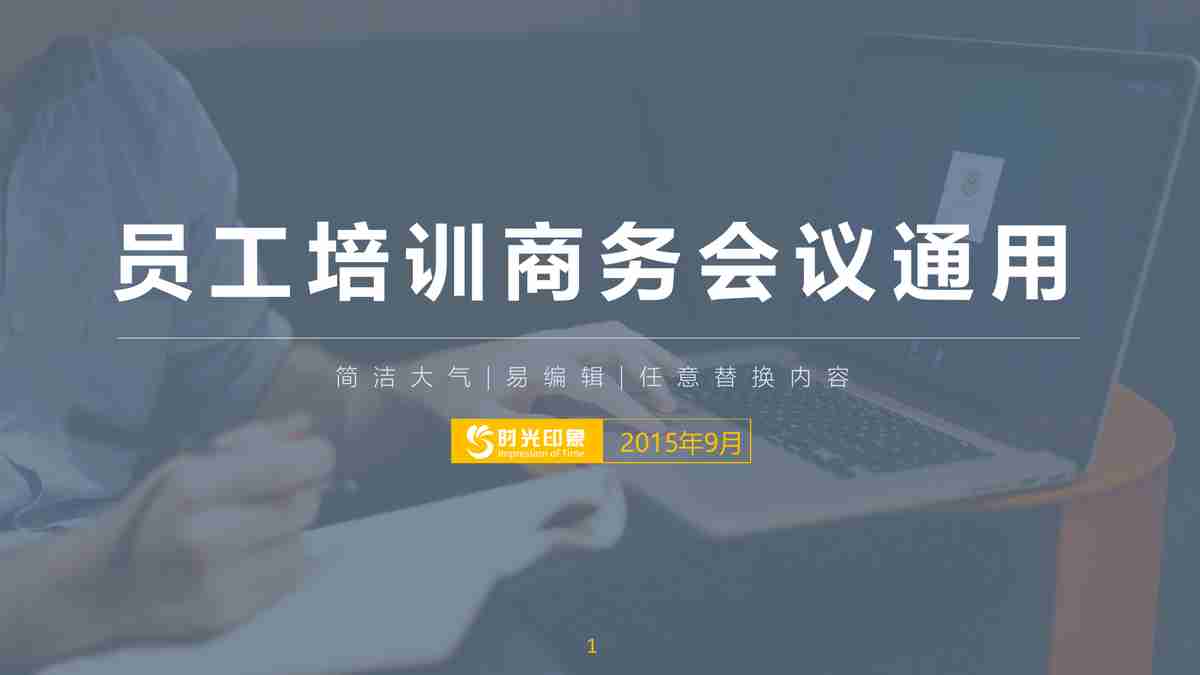 员工培训商务会议通用
简洁大气|易编辑|任意替换内容
时光印象
Impression of Time
2015年9月
1